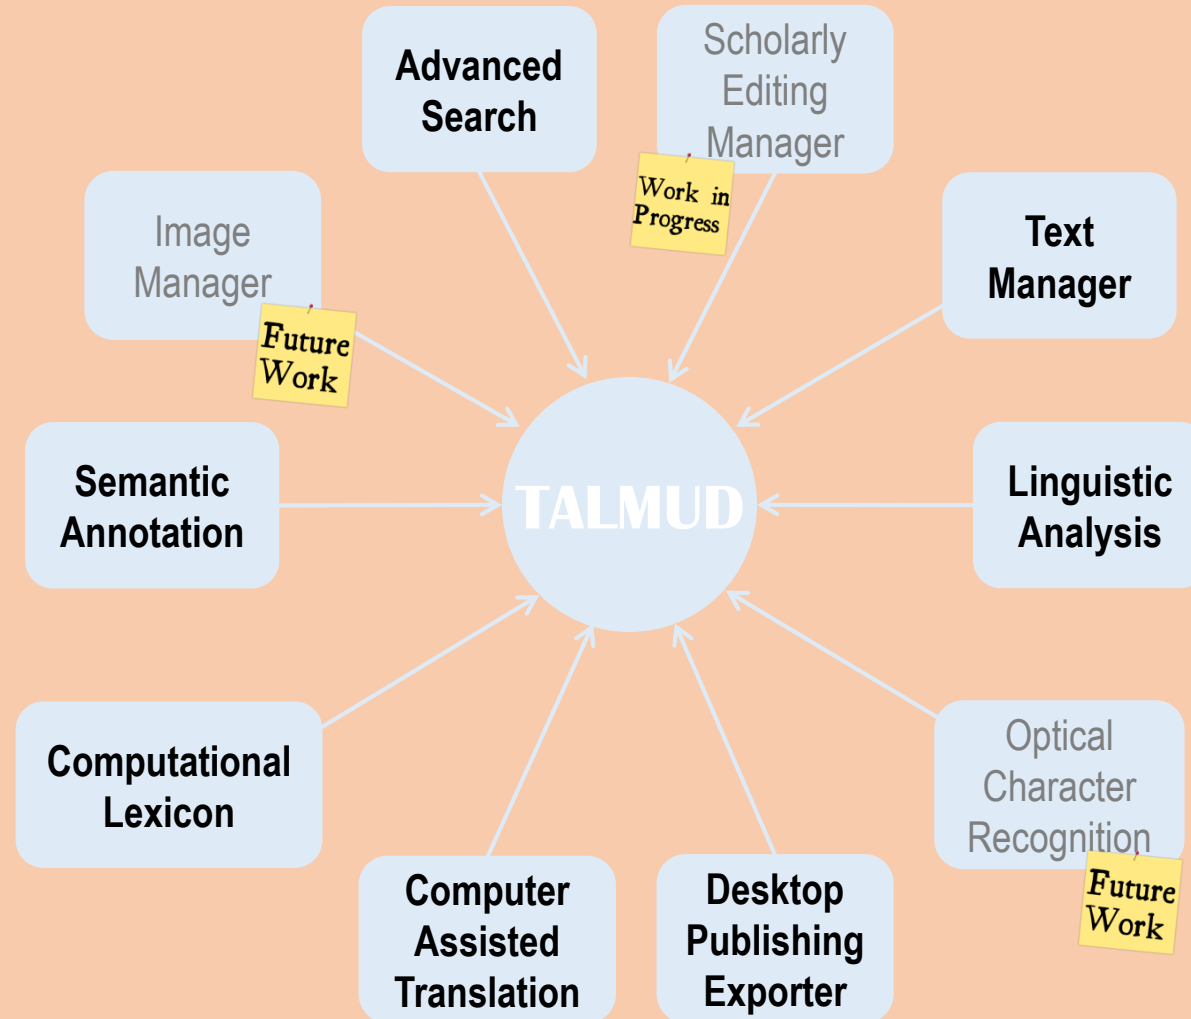 Advanced
Search
Scholarly
Editing
Manager
Work in
Progress
Image
Manager
Future
Work
Text
Manager
Semantic
Annotation
TALMUD
Linguistic
Analysis
Computational
Lexicon
Optical
Character
Recognition
Future
Work
Computer
Assisted
Translation
Desktop
Publishing
Exporter